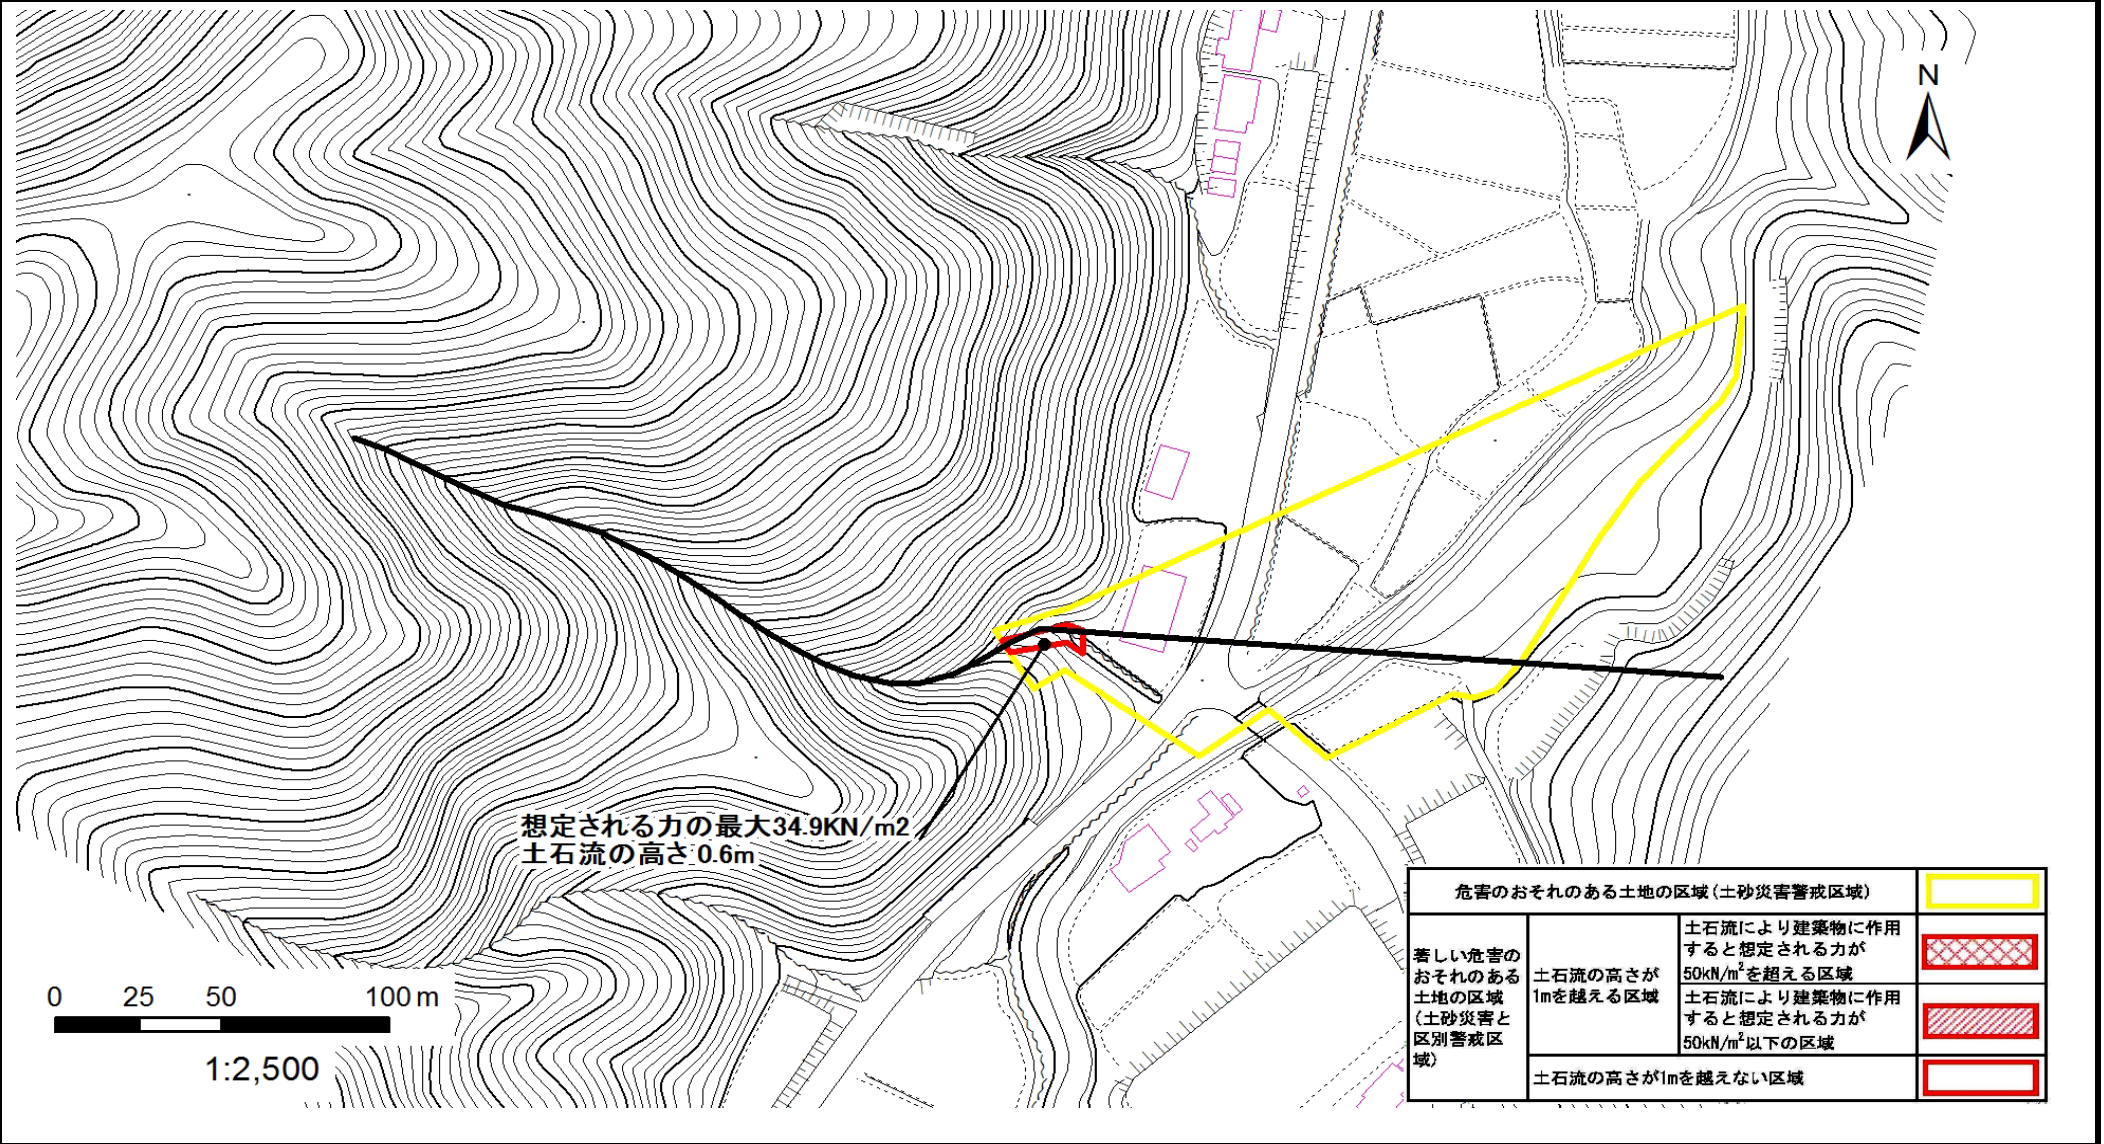 N
想定される力の最大34.9KN/m2
土石流の高さ0.6m
0 25 50 100 m
1:2,500
危害のおそれのある土地の区域(土砂災害警戒区域)
著しい危害の
おそれのある
土地の区域
(土砂災害と
区別警戒区
域)
土石流の高さが
1mを越える区域
土石流により建築物に作用
すると想定される力が
50kN/m²を超える区域
土石流により建築物に作用
すると想定される力が
50kN/m²以下の区域
土石流の高さが1mを越えない区域